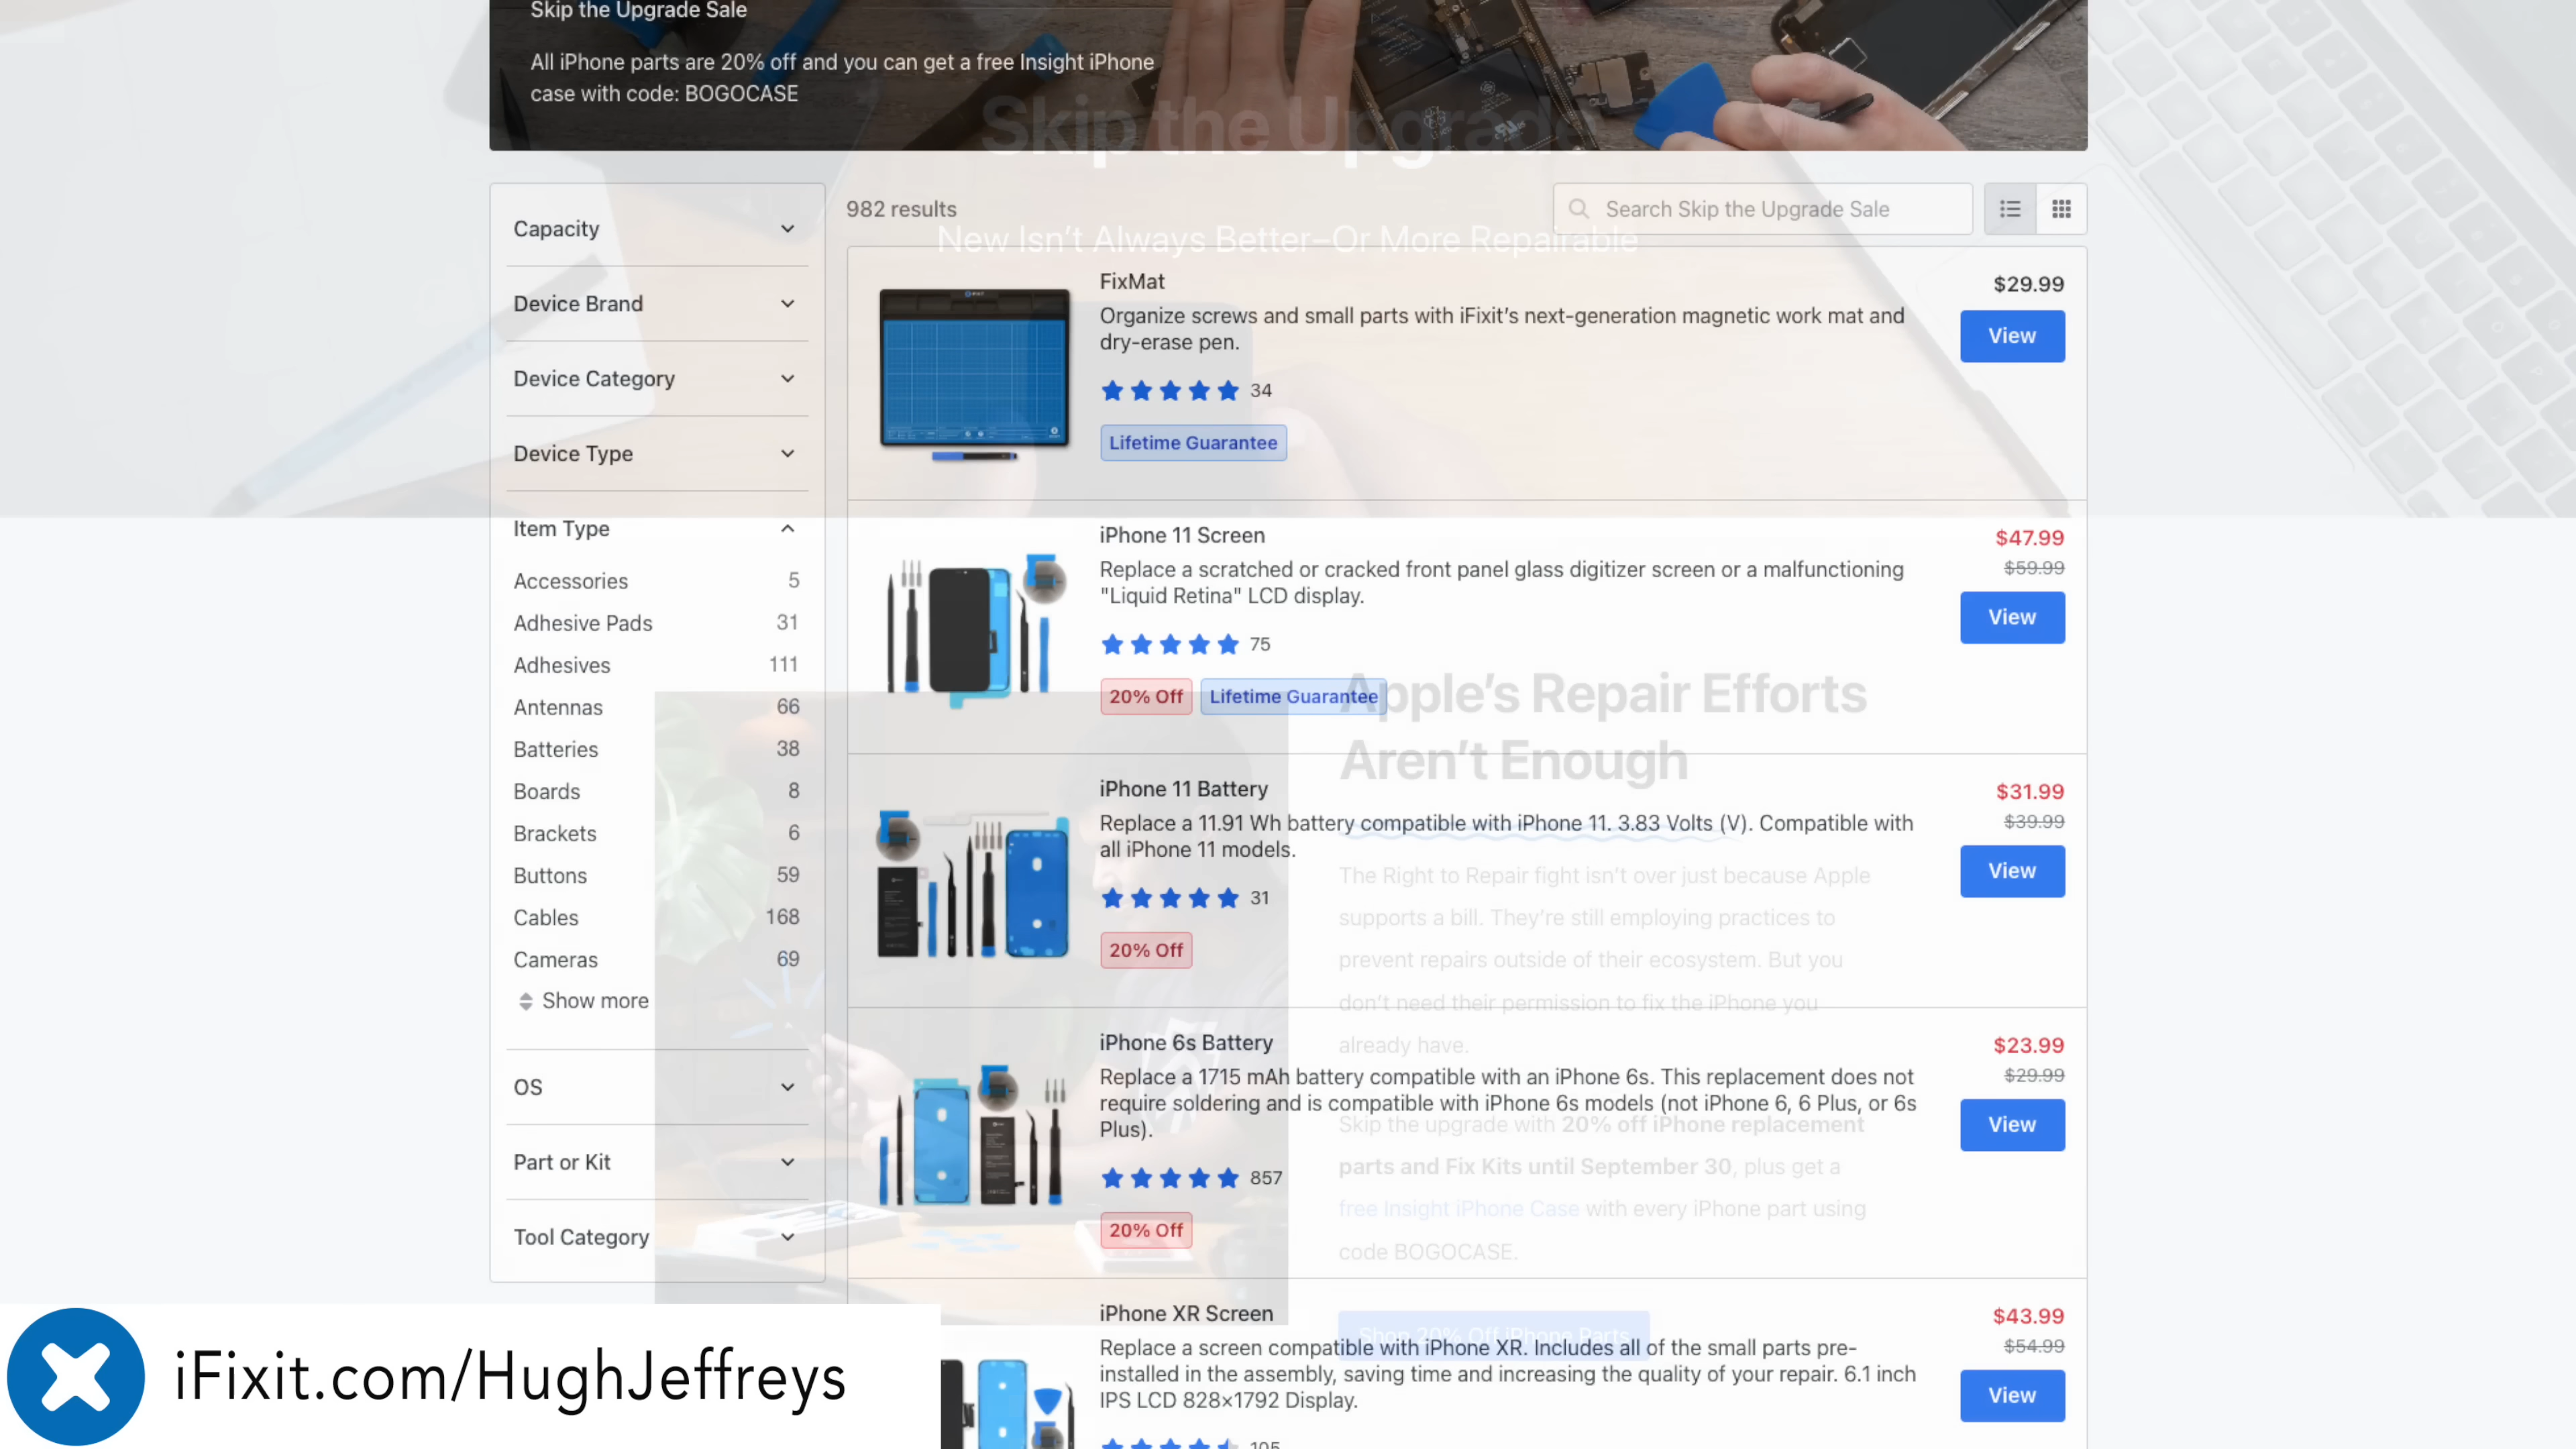 Skip the Upgrade Sale
All iPhone parts are 20% off and you can get a free Insight iPhone
case with code: BOGOCASE
Skip the Upgrade
New Isn't Always Better–Or More Repairable
Capacity
Device Brand
Device Category
Device Type
Item Type
Accessories 5
Adhesive Pads 31
Adhesives 111
Antennas 66
Batteries 38
Boards 8
Brackets 6
Buttons 59
Cables 168
Cameras 69
Show more
OS
Part or Kit
Tool Category
982 results
Search Skip the Upgrade Sale
FixMat
Organize screws and small parts with iFixit's next-generation magnetic work mat and
dry-erase pen.
34
Lifetime Guarantee
$29.99
View
iPhone 11 Screen
Replace a scratched or cracked front panel glass digitizer screen or a malfunctioning
"Liquid Retina" LCD display.
75
20% Off Lifetime Guarantee
$47.99
$59.99
View
iPhone 11 Battery
Replace a 11.91 Wh battery compatible with iPhone 11. 3.83 Volts (V). Compatible with
all iPhone 11 models.
31
20% Off
$31.99
$39.99
View
iPhone 6s Battery
Replace a 1715 mAh battery compatible with an iPhone 6s. This replacement does not
require soldering and is compatible with iPhone 6s models (not iPhone 6, 6 Plus, or 6s
Plus).
857
20% Off
$23.99
$29.99
View
iPhone XR Screen
Replace a screen compatible with iPhone XR. Includes all of the small parts pre-
installed in the assembly, saving time and increasing the quality of your repair. 6.1 inch
IPS LCD 828×1792 Display.
105
$43.99
$54.99
View
Apple's Repair Efforts
Aren't Enough
The Right to Repair fight isn't over just because Apple
supports a bill. They're still employing practices to
prevent repairs outside of their ecosystem. But you
don't need their permission to fix the iPhone you
already have.
Skip the upgrade with 20% off iPhone replacement
parts and Fix Kits until September 30, plus get a
free Insight iPhone Case with every iPhone part using
code BOGOCASE.
Shop 20% Off iPhone Parts
iFixit.com/HughJeffreys